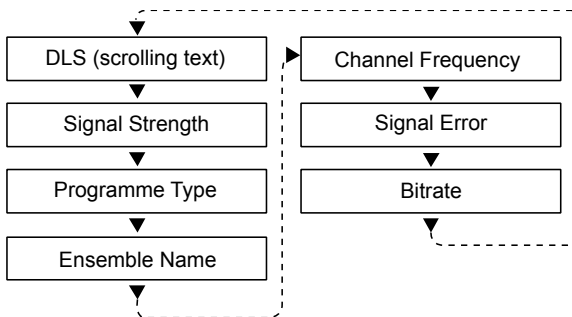 DLS (scrolling text)
Signal Strength
Programme Type
Ensemble Name
Channel Frequency
Signal Error
Bitrate